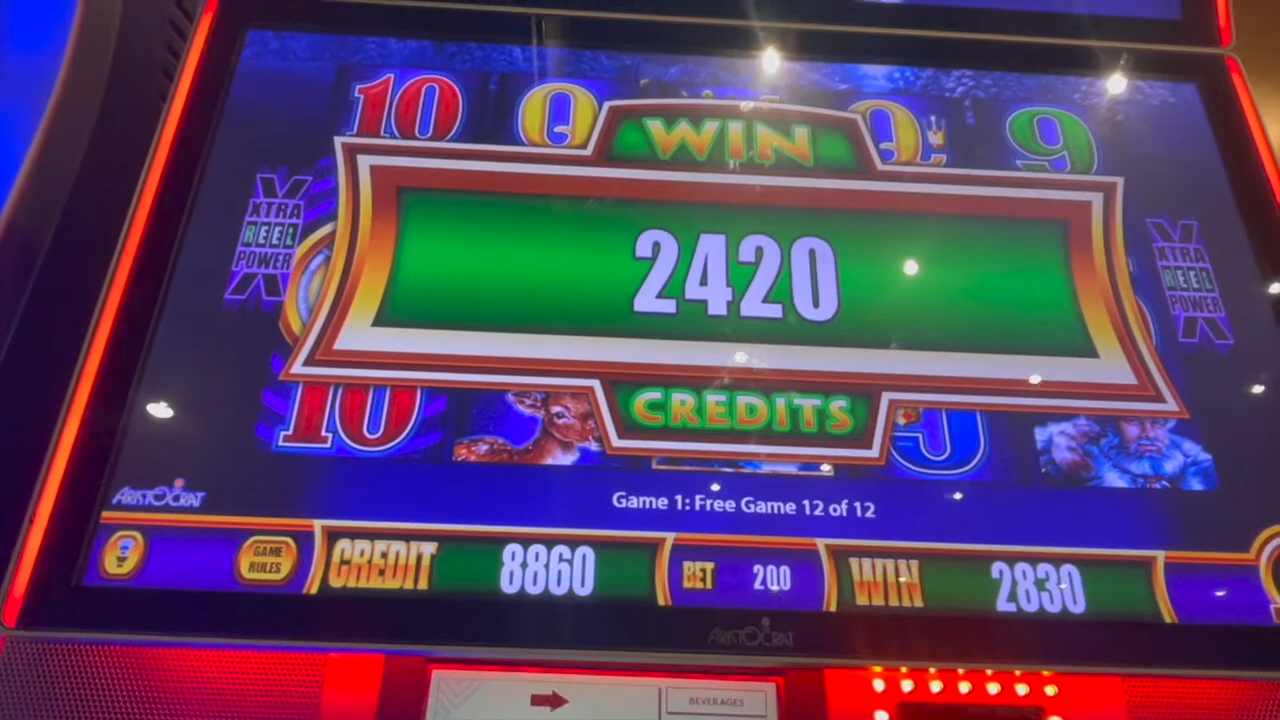 10 Q Q 9
WIN
XTRA
REEL
POWER
2420
XTRA
REEL
POWER
CREDITS
10 J
ARISTOCRAT
Game 1: Free Game 12 of 12
GAME
RULES
CREDIT 8860 BET 200 WIN 2830
ARISTOCRAT
BEVERAGES